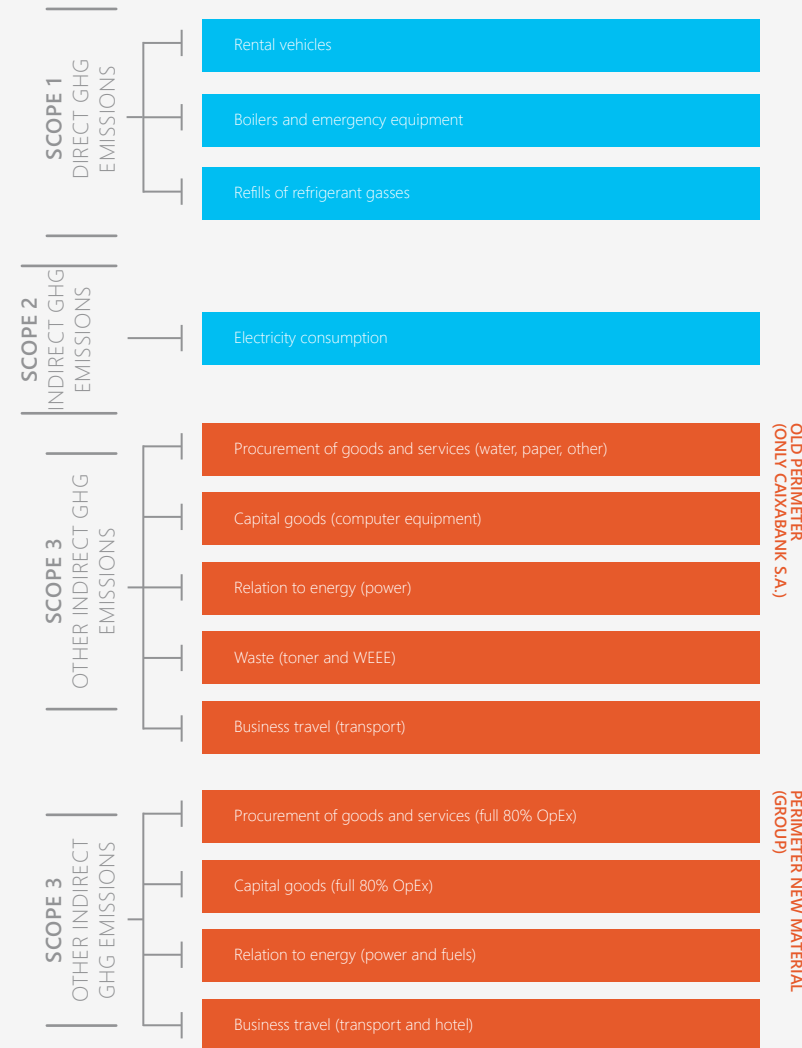 SCOPE 1
DIRECT GHG
EMISSIONS
Rental vehicles
Boilers and emergency equipment
Refills of refrigerant gasses
SCOPE 2
INDIRECT GHG
EMISSIONS
Electricity consumption
SCOPE 3
OTHER INDIRECT GHG
EMISSIONS
Procurement of goods and services (water, paper, other)
Capital goods (computer equipment)
Relation to energy (power)
Waste (toner and WEEE)
Business travel (transport)
OLD PERIMETER
(ONLY CAIXABANK S.A.)
SCOPE 3
OTHER INDIRECT
GHG EMISSIONS
Procurement of goods and services (full 80% OpEx)
Capital goods (full 80% OpEx)
Relation to energy (power and fuels)
Business travel (transport and hotel)
PERIMETER NEW MATERIAL
(GROUP)